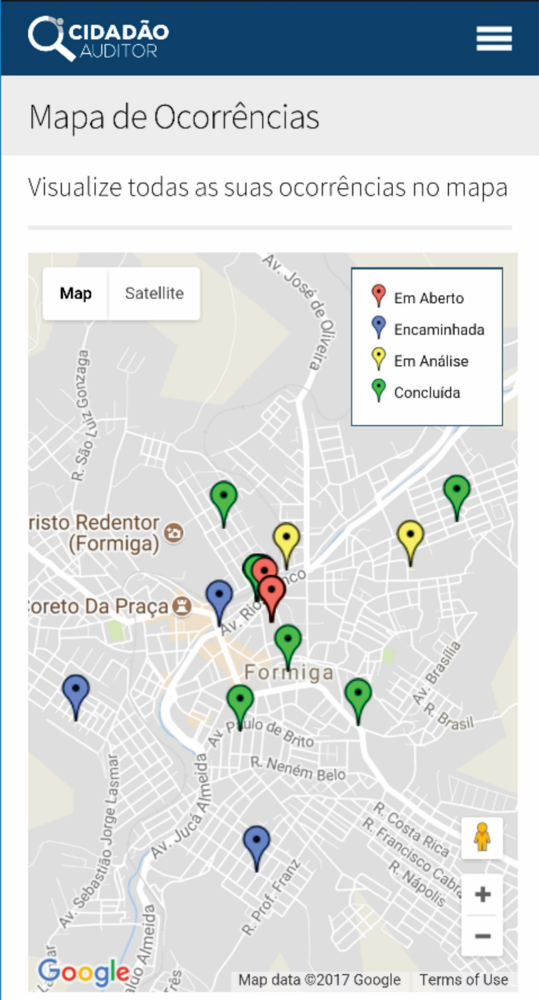 CIDADÃO
AUDITOR
Mapa de Ocorrências
Visualize todas as suas ocorrências no mapa
Map
Satellite
Em Aberto
Encaminhada
Em Análise
Concluída
Av. José de Oliveira
R. São Luiz Gonzaga
risto Redentor
(Formiga)
nco
oreto Da Praça
Av. Rio
Formiga
Av. Brasília
R. Brasil
Av. Paulo de Brito
R. Neném Belo
Av. Sebastião Jorge Lasmar
Av. Jucá Almeida
R. Costa Rica
R. Francisco Cabra
R. Nápolis
R. Prof. Franz
aldo Almeida
Três
Google
Map data ©2017 Google
Terms of Use